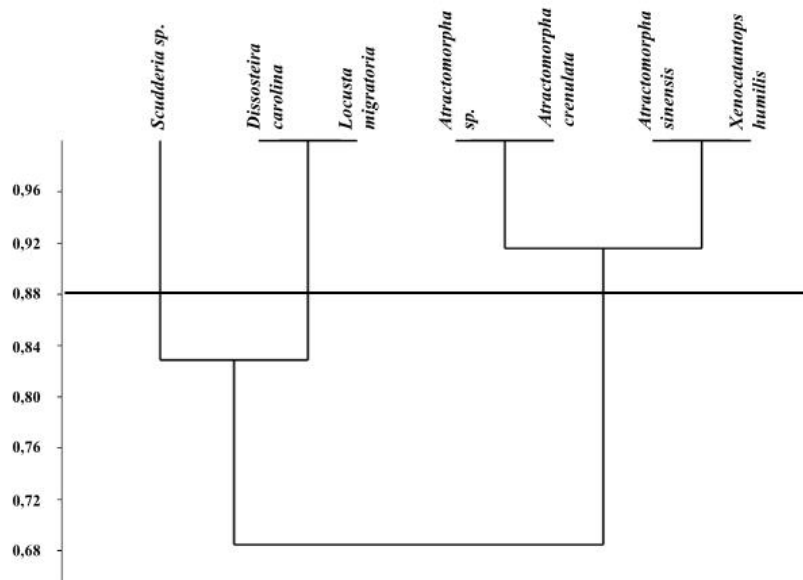 Scudderia sp.
Dissosteira
carolina
Locusta
migratoria
Atractomorpha
sp.
Atractomorpha
crenulata
Atractomorpha
sinensis
Xenocatantops
humilis
0,96
0,92
0,88
0,84
0,80
0,76
0,72
0,68